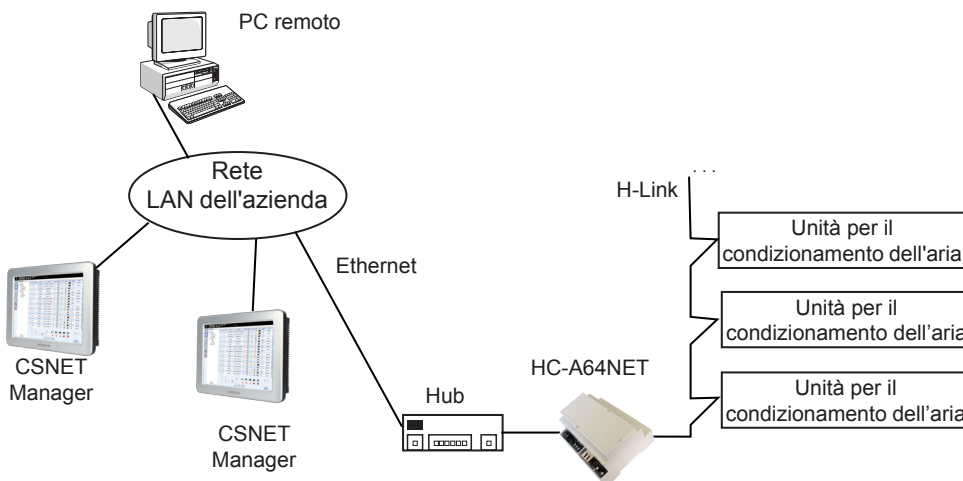 PC remoto
Rete
LAN dell'azienda
H-Link
...
Unità per il
condizionamento dell'aria
Ethernet
Unità per il
condizionamento dell'aria
CSNET
Manager
HC-A64NET
Hub
Unità per il
condizionamento dell'aria
CSNET
Manager